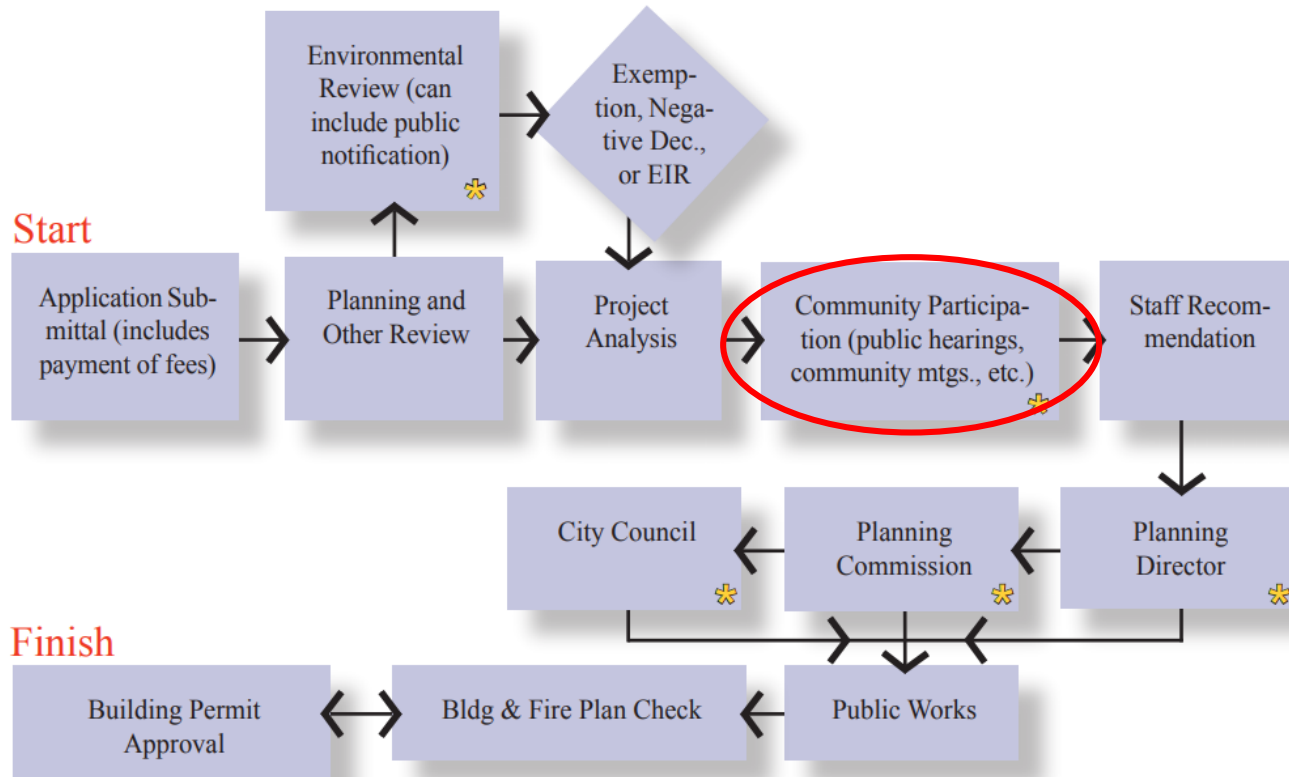 Environmental
Review (can
include public
notification)
Exemp-
tion, Nega-
tive Dec.,
or EIR
Start
Application Sub-
mittal (includes
payment of fees)
Planning and
Other Review
Project
Analysis
Community Participa-
tion (public hearings,
community mtgs., etc.)
Staff Recom-
mendation
City Council
Planning
Commission
Planning
Director
Finish
Building Permit
Approval
Bldg & Fire Plan Check
Public Works